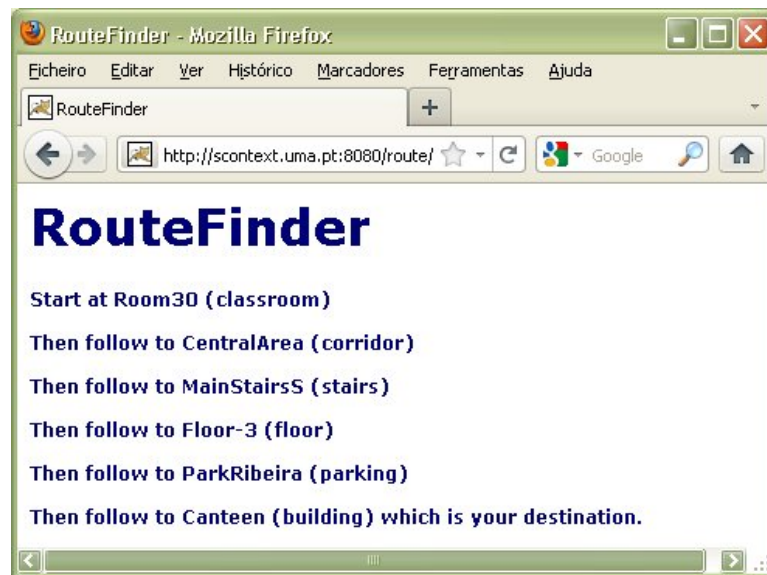 RouteFinder - Mozilla Firefox
Ficheiro Editar Ver Histórico Marcadores Ferramentas Ajuda
RouteFinder
http://scontext.uma.pt:8080/route/ Google
RouteFinder
Start at Room30 (classroom)
Then follow to CentralArea (corridor)
Then follow to MainStairsS (stairs)
Then follow to Floor-3 (floor)
Then follow to ParkRibeira (parking)
Then follow to Canteen (building) which is your destination.